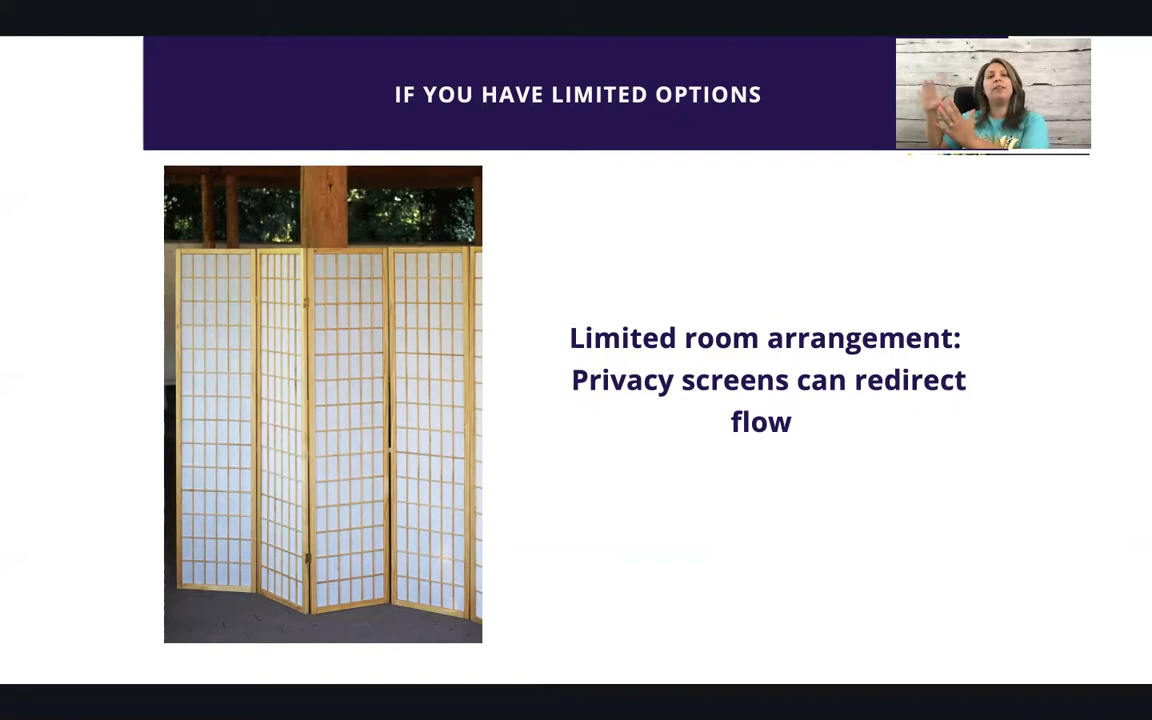 IF YOU HAVE LIMITED OPTIONS
Limited room arrangement:
Privacy screens can redirect
flow